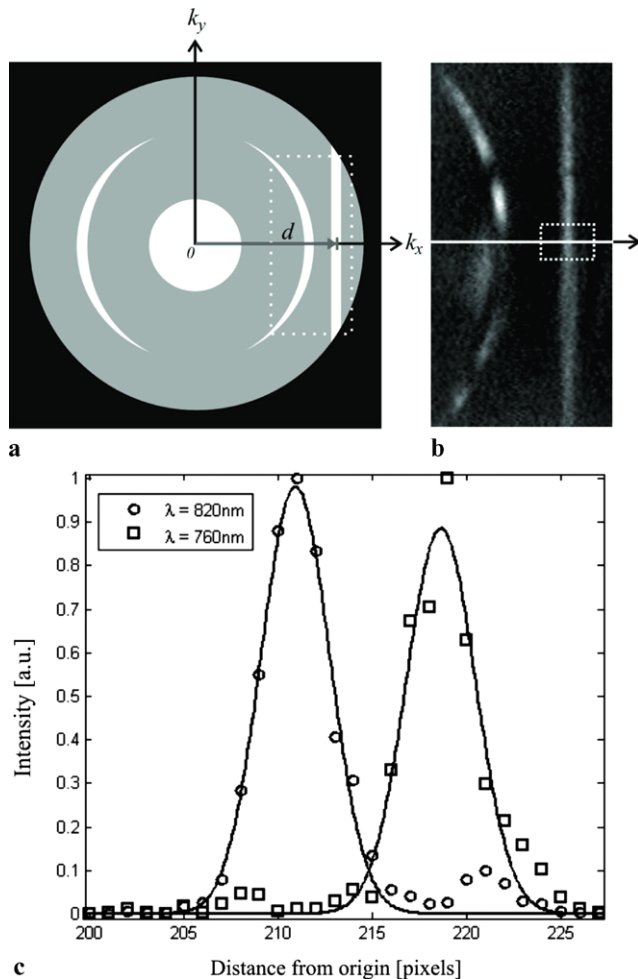 k_y
0
d
k_x
a
b
1
0.9
0.8
0.7
0.6
0.5
0.4
0.3
0.2
0.1
0
Intensity [a.u.]
λ = 820nm
λ = 760nm
200 205 210 215 220 225
Distance from origin [pixels]
c